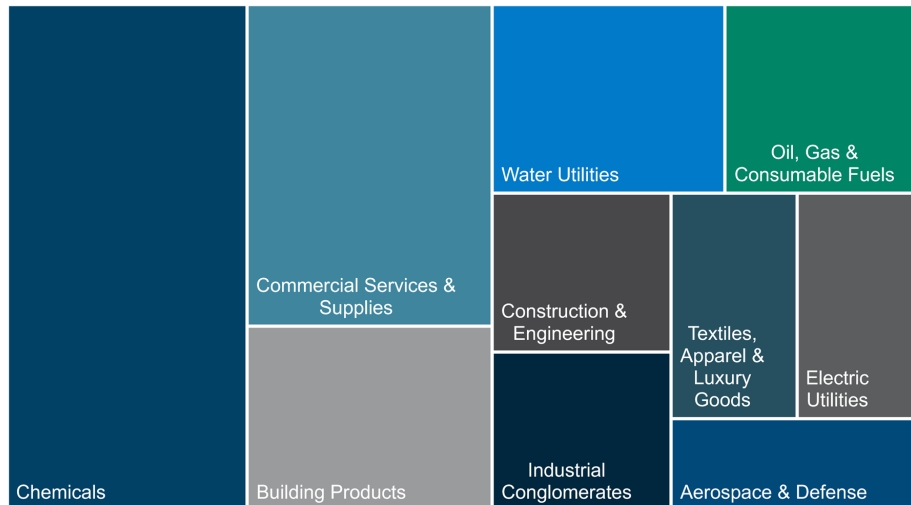 Chemicals
Commercial Services &
Supplies
Building Products
Water Utilities
Oil, Gas &
Consumable Fuels
Construction &
Engineering
Industrial
Conglomerates
Textiles,
Apparel &
Luxury
Goods
Electric
Utilities
Aerospace & Defense